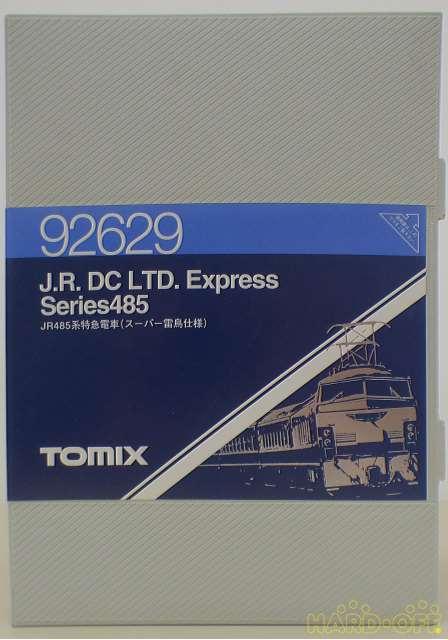 92629
J.R. DC LTD. Express
Series485
JR485系特急電車(スーパー雷鳥仕様)
TOMIX
HARD-OFF